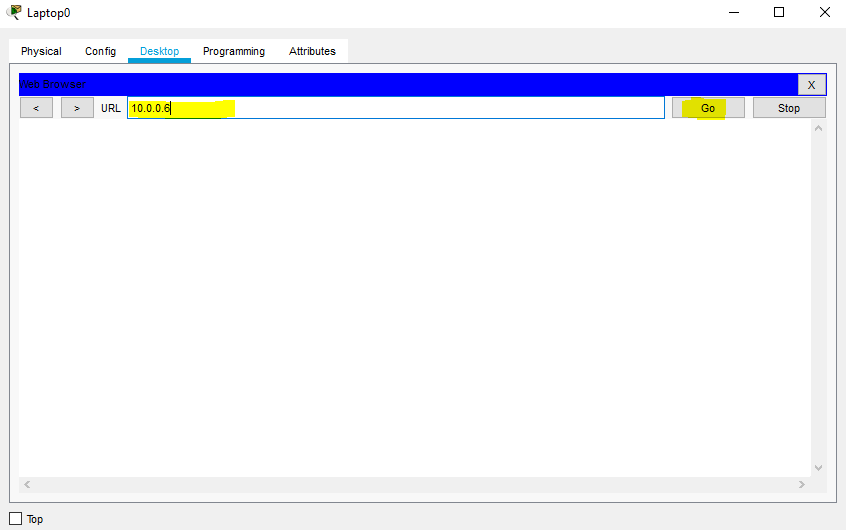 Laptop0
Physical Config Desktop Programming Attributes
Web Browser X
< > URL 10.0.0.6 Go Stop
Top